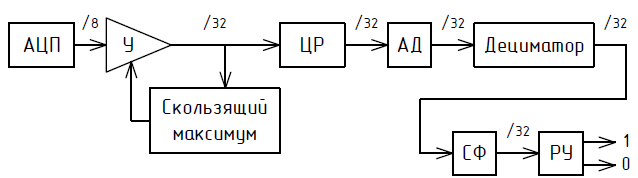 /8 /32 /32 /32 /32
АЦП У ЦР АД Дециматор
Скользящий
максимум
/32
СФ РУ 1
0